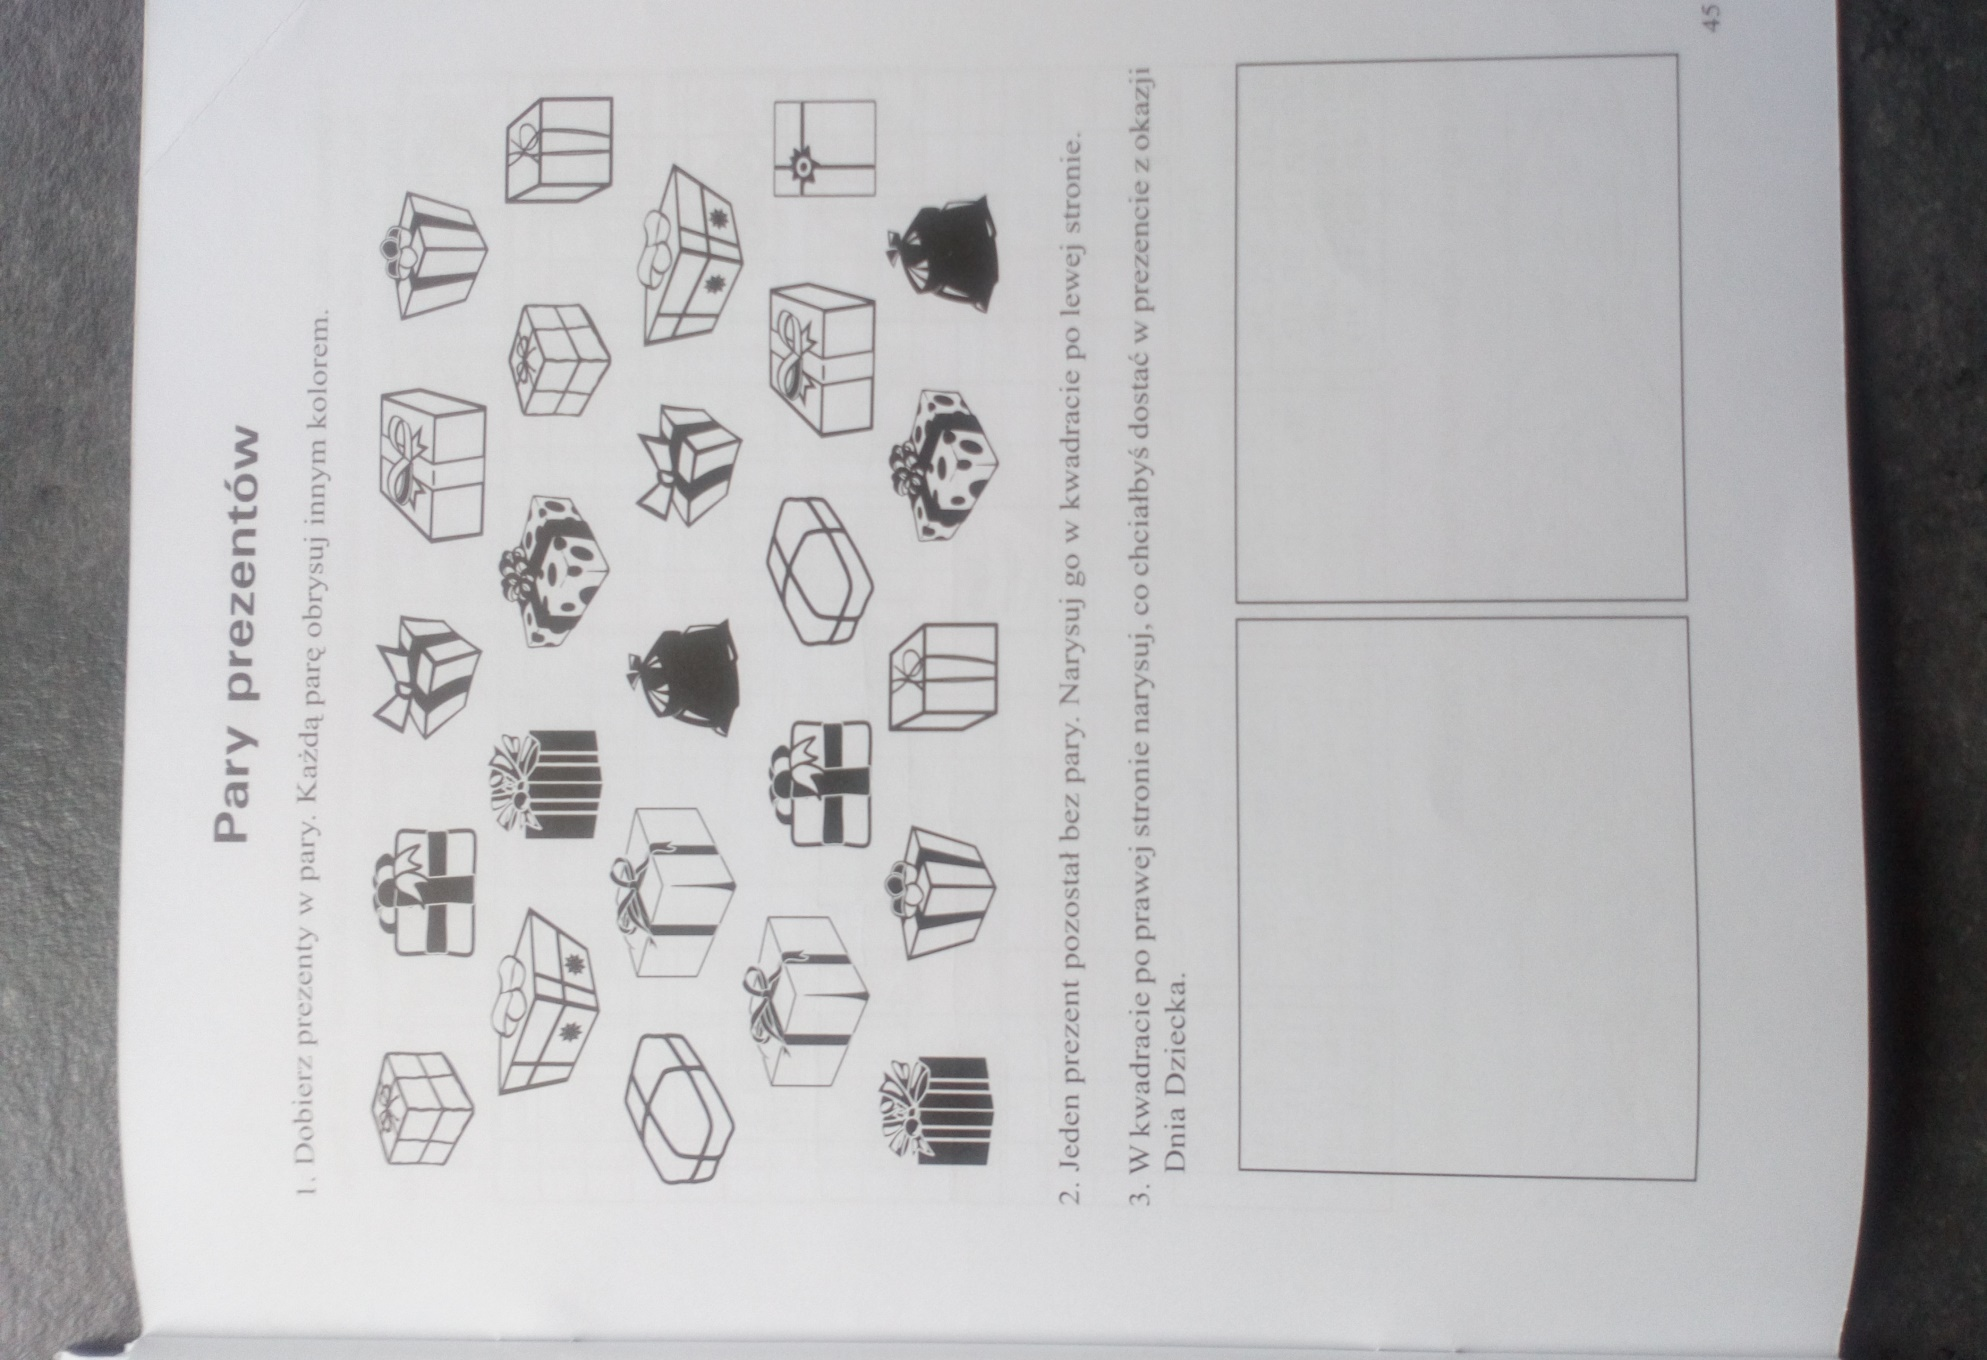 Pary prezentów
1. Dobierz prezenty w pary. Każdą parę obrysuj innym kolorem.
2. Jeden prezent pozostał bez pary. Narysuj go w kwadracie po lewej stronie.
3. W kwadracie po prawej stronie narysuj, co chciałbyś dostać w prezencie z okazji
Dnia Dziecka.
45